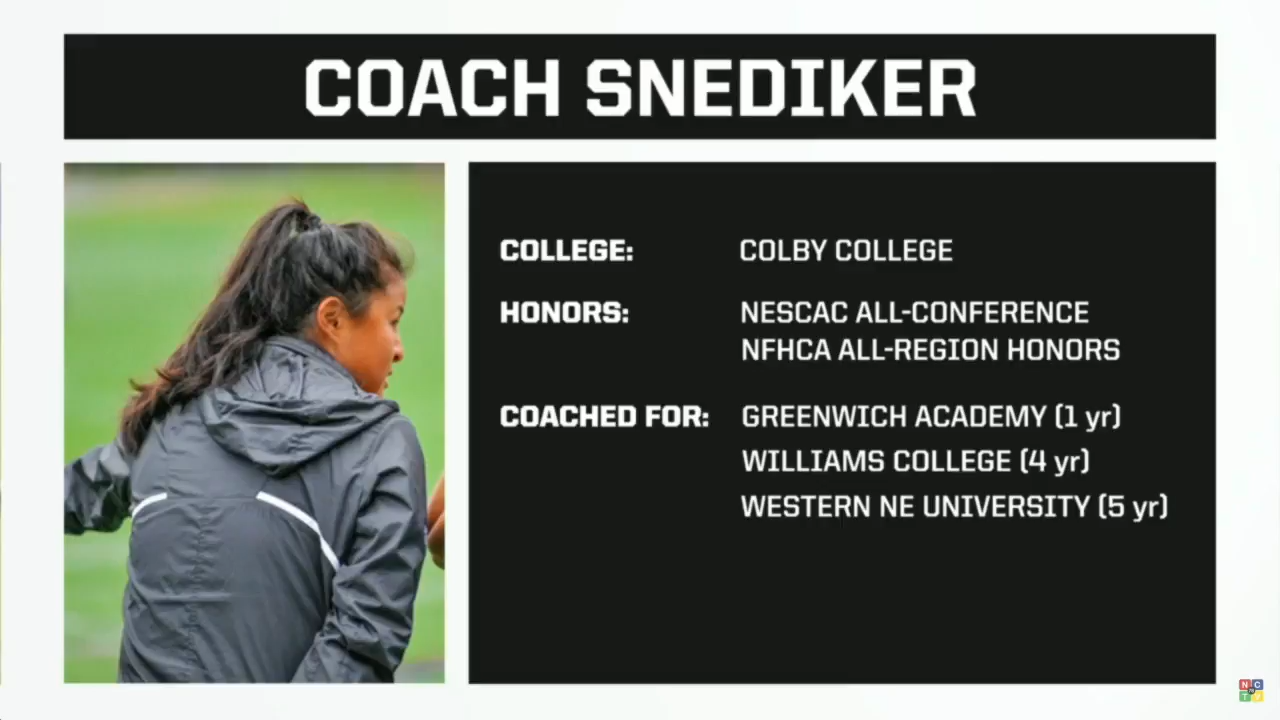 COACH SNEDIKER
COLLEGE: COLBY COLLEGE
HONORS: NESCAC ALL-CONFERENCE
NFHCA ALL-REGION HONORS
COACHED FOR: GREENWICH ACADEMY (1 yr)
WILLIAMS COLLEGE (4 yr)
WESTERN NE UNIVERSITY (5 yr)
N C
T